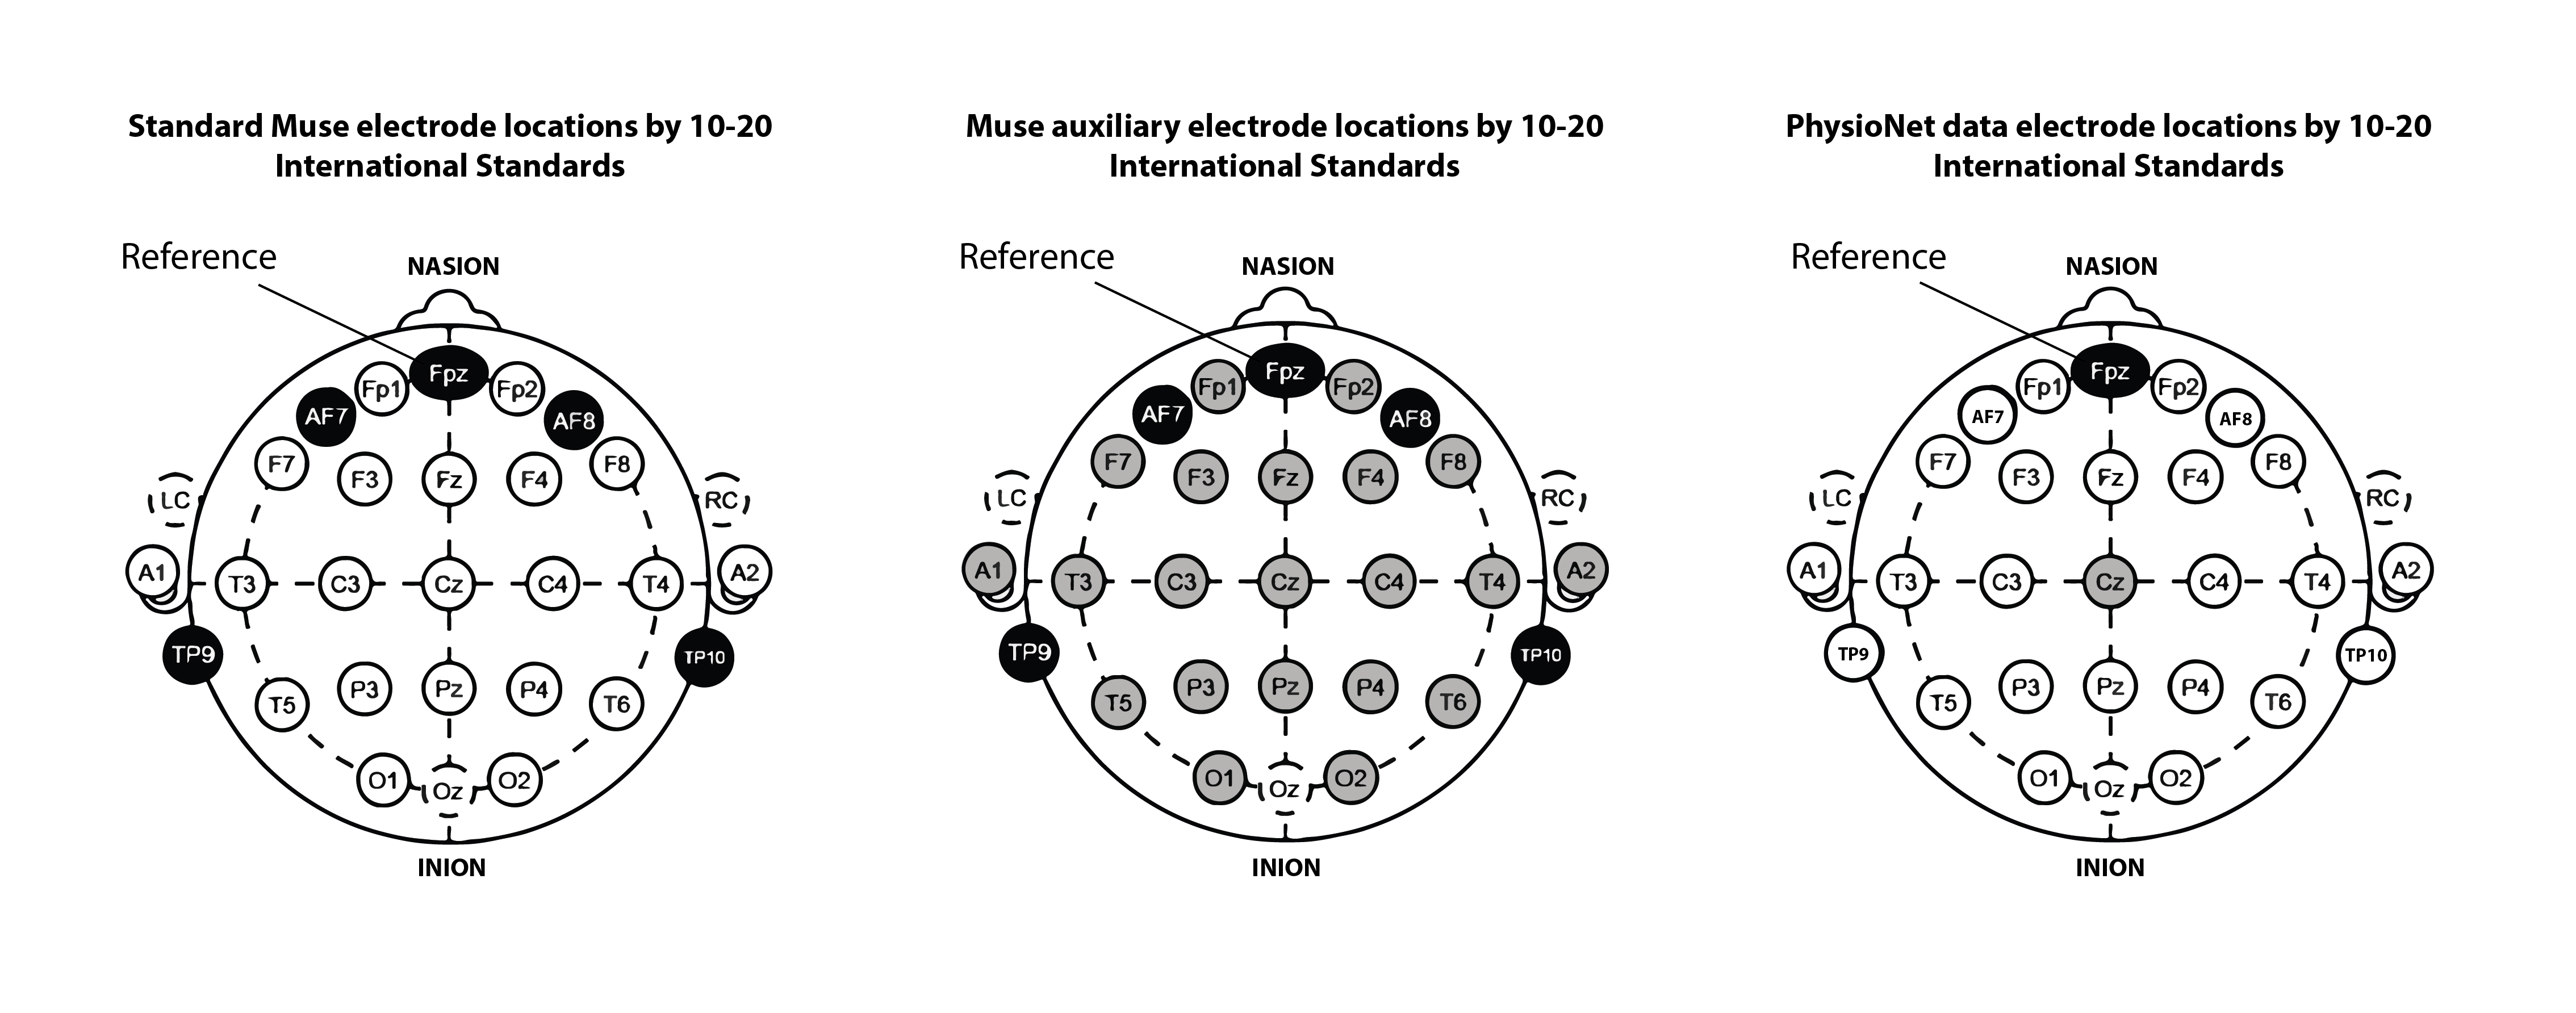 Standard Muse electrode locations by 10-20
International Standards
Reference
NASION
Fpz
Fp1 Fp2
AF7 AF8
F7 F3 Fz F4 F8
LC RC
A1 A2
T3 C3 Cz C4 T4
TP9 TP10
T5 P3 Pz P4 T6
O1 Oz O2
INION
Muse auxiliary electrode locations by 10-20
International Standards
Reference
NASION
Fpz
Fp1 Fp2
AF7 AF8
F7 F3 Fz F4 F8
LC RC
A1 A2
T3 C3 Cz C4 T4
TP9 TP10
T5 P3 Pz P4 T6
O1 Oz O2
INION
PhysioNet data electrode locations by 10-20
International Standards
Reference
NASION
Fpz
Fp1 Fp2
AF7 AF8
F7 F3 Fz F4 F8
LC RC
A1 A2
T3 C3 Cz C4 T4
TP9 TP10
T5 P3 Pz P4 T6
O1 Oz O2
INION